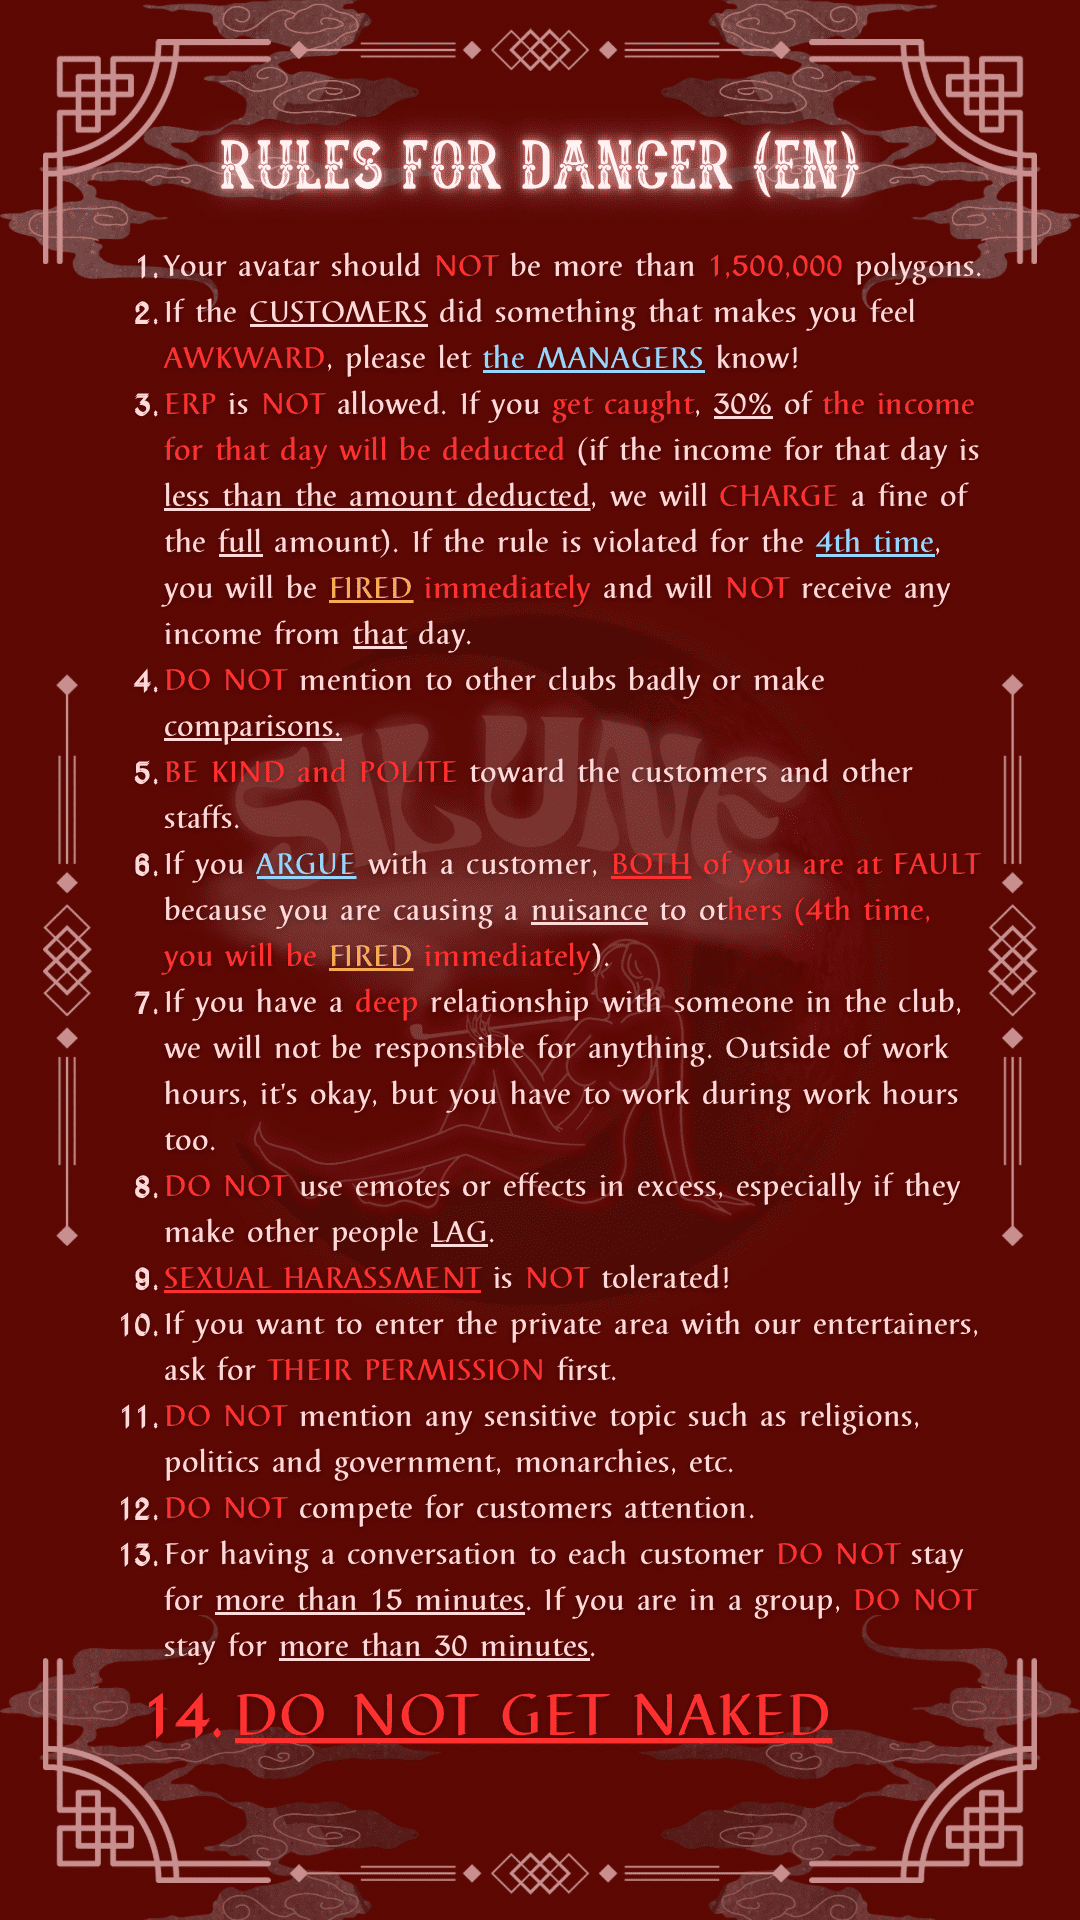 RULES FOR DANCER (EN)
1. Your avatar should NOT be more than 1,500,000 polygons.
2. If the CUSTOMERS did something that makes you feel
AWKWARD, please let the MANAGERS know!
3. ERP is NOT allowed. If you get caught, 30% of the income
for that day will be deducted (if the income for that day is
less than the amount deducted, we will CHARGE a fine of
the full amount). If the rule is violated for the 4th time,
you will be FIRED immediately and will NOT receive any
income from that day.
4. DO NOT mention to other clubs badly or make
comparisons.
5. BE KIND and POLITE toward the customers and other
staffs.
6. If you ARGUE with a customer, BOTH of you are at FAULT
because you are causing a nuisance to others (4th time,
you will be FIRED immediately).
7. If you have a deep relationship with someone in the club,
we will not be responsible for anything. Outside of work
hours, it's okay, but you have to work during work hours
too.
8. DO NOT use emotes or effects in excess, especially if they
make other people LAG.
9. SEXUAL HARASSMENT is NOT tolerated!
10. If you want to enter the private area with our entertainers,
ask for THEIR PERMISSION first.
11. DO NOT mention any sensitive topic such as religions,
politics and government, monarchies, etc.
12. DO NOT compete for customers attention.
13. For having a conversation to each customer DO NOT stay
for more than 15 minutes. If you are in a group, DO NOT
stay for more than 30 minutes.
14. DO NOT GET NAKED
SILUNE